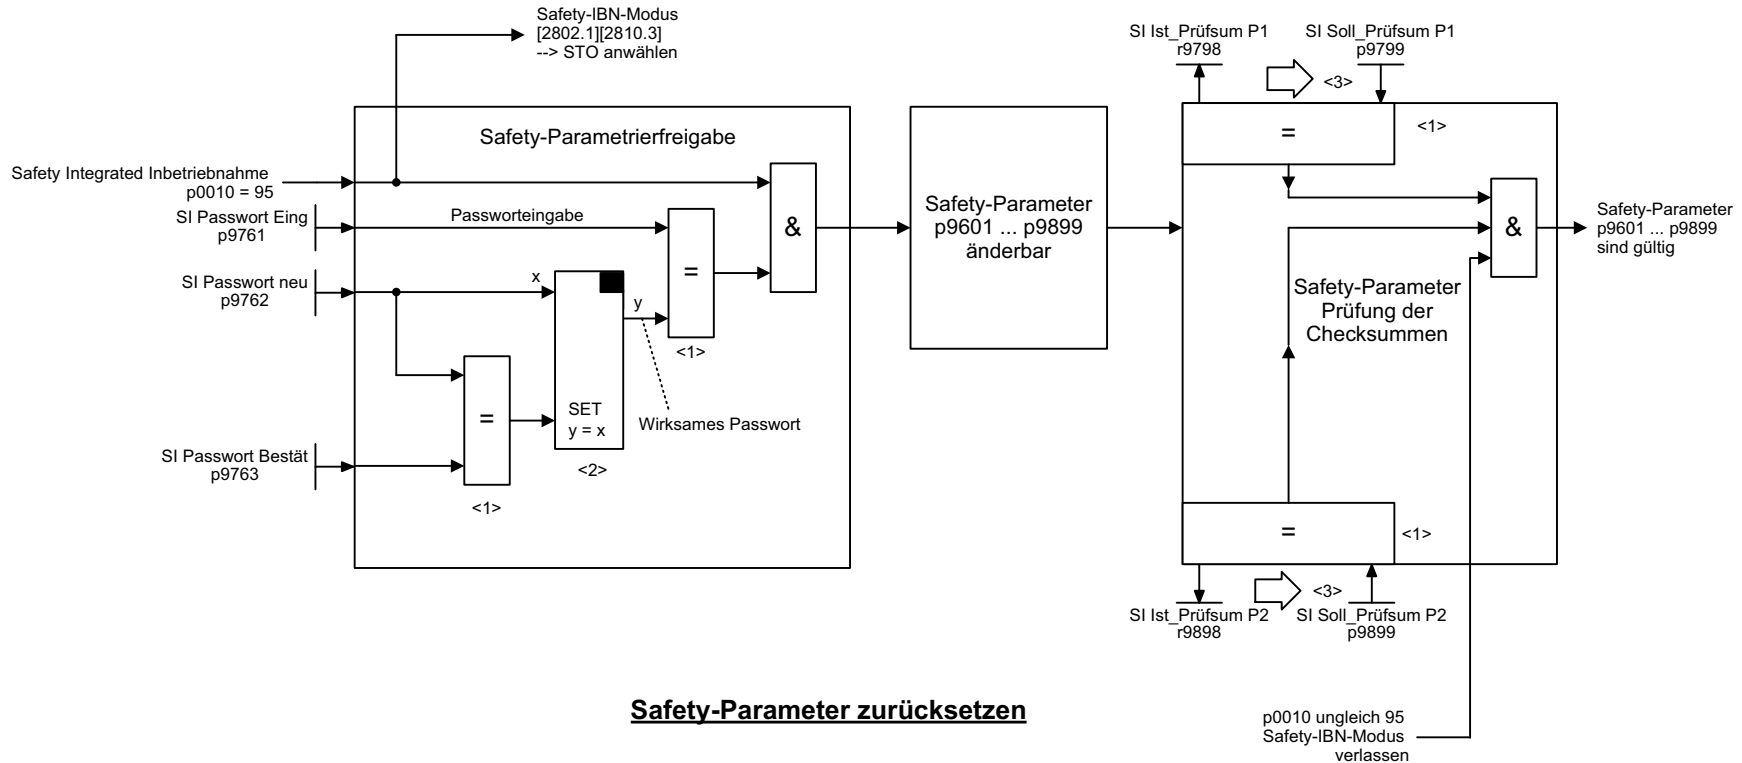 Safety-IBN-Modus
[2802.1][2810.3]
--> STO anwählen
Safety-Parametrierfreigabe
Safety Integrated Inbetriebnahme
p0010 = 95
SI Passwort Eing
p9761
Passworteingabe
SI Passwort neu
p9762
x
y
=
&
<1>
=
SET
y = x
<2>
Wirksames Passwort
SI Passwort Bestät
p9763
<1>
Safety-Parameter
p9601 ... p9899
änderbar
SI Ist_Prüfsum P1
r9798
SI Soll_Prüfsum P1
p9799
<3>
=
<1>
&
Safety-Parameter
p9601 ... p9899
sind gültig
Safety-Parameter
Prüfung der
Checksummen
=
<1>
<3>
SI Ist_Prüfsum P2
r9898
SI Soll_Prüfsum P2
p9899
Safety-Parameter zurücksetzen
p0010 ungleich 95
Safety-IBN-Modus
verlassen